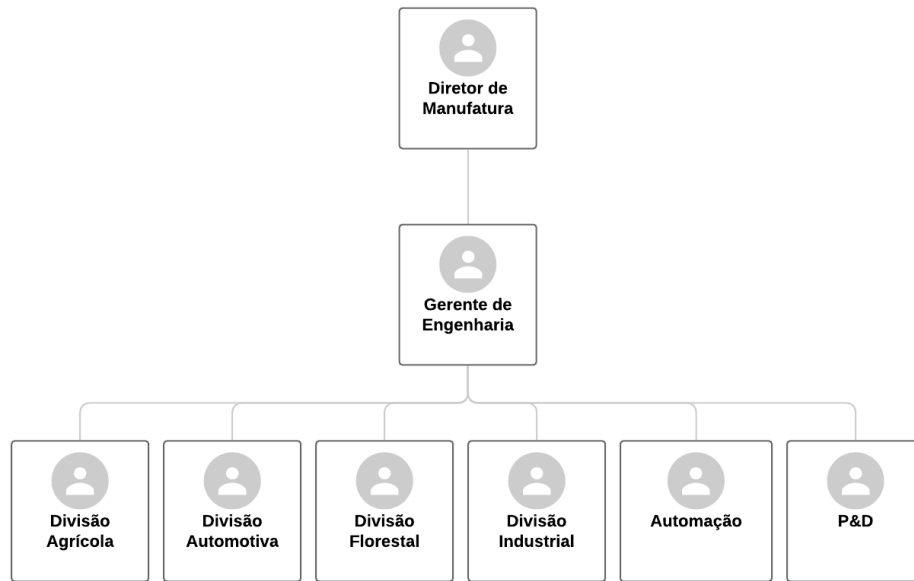 Diretor de
Manufatura
Gerente de
Engenharia
Divisão
Agrícola
Divisão
Automotiva
Divisão
Florestal
Divisão
Industrial
Automação
P&D